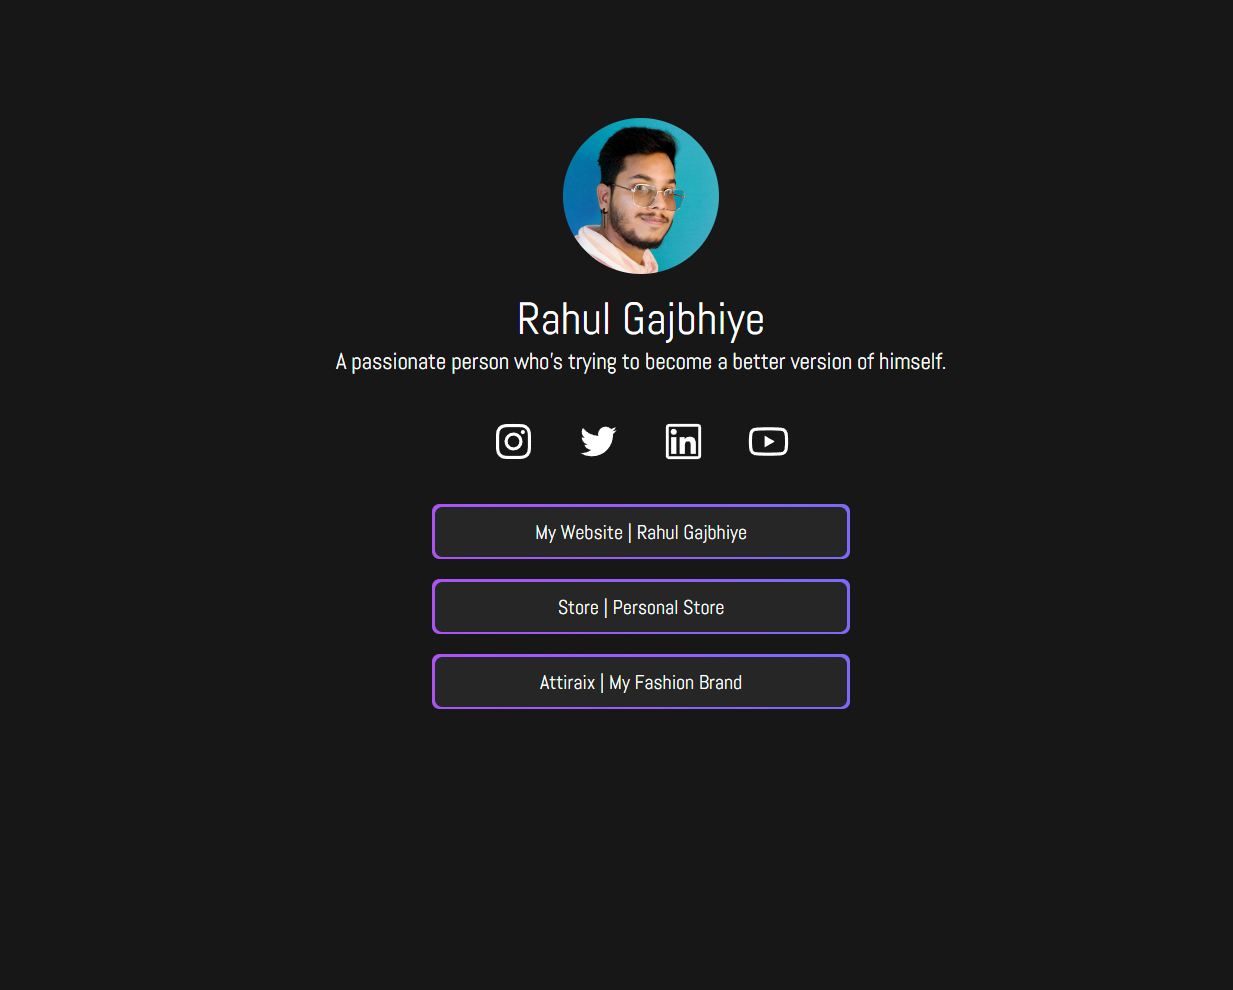 Rahul Gajbhiye
A passionate person who's trying to become a better version of himself.
My Website | Rahul Gajbhiye
Store | Personal Store
Attiraix | My Fashion Brand